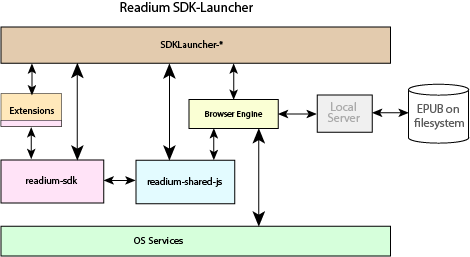 Readium SDK-Launcher
SDKLauncher-*
Extensions
Browser Engine
Local
Server
EPUB on
filesystem
readium-sdk
readium-shared-js
OS Services